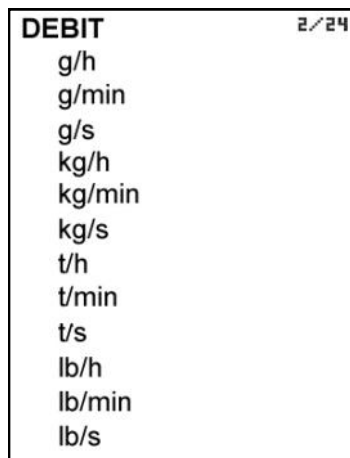 DEBIT 2/24
g/h
g/min
g/s
kg/h
kg/min
kg/s
t/h
t/min
t/s
lb/h
lb/min
lb/s